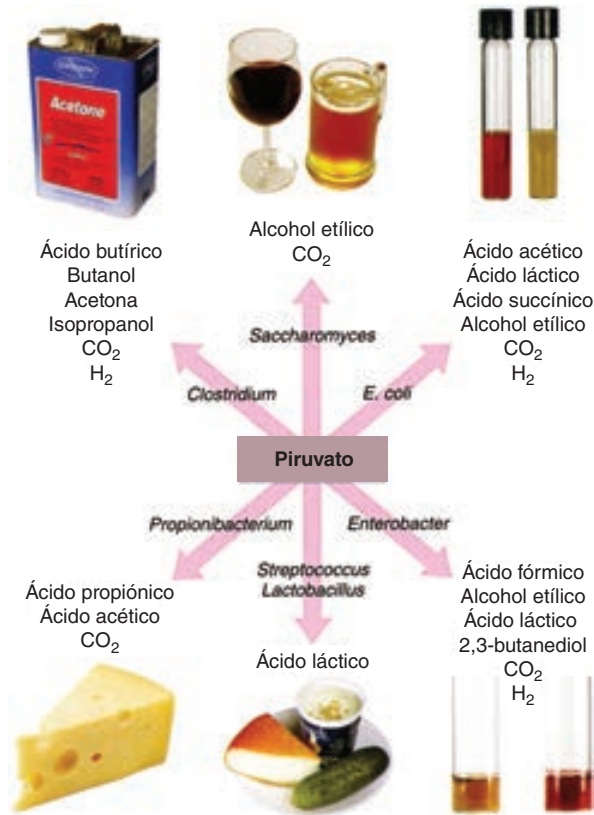 Acetone
Ácido butírico
Butanol
Acetona
Isopropanol
CO₂
H₂
Alcohol etílico
CO₂
Ácido acético
Ácido láctico
Ácido succínico
Alcohol etílico
CO₂
H₂
Saccharomyces
Clostridium
E. coli
Piruvato
Propionibacterium
Enterobacter
Streptococcus
Lactobacillus
Ácido propiónico
Ácido acético
CO₂
Ácido láctico
Ácido fórmico
Alcohol etílico
Ácido láctico
2,3-butanediol
CO₂
H₂